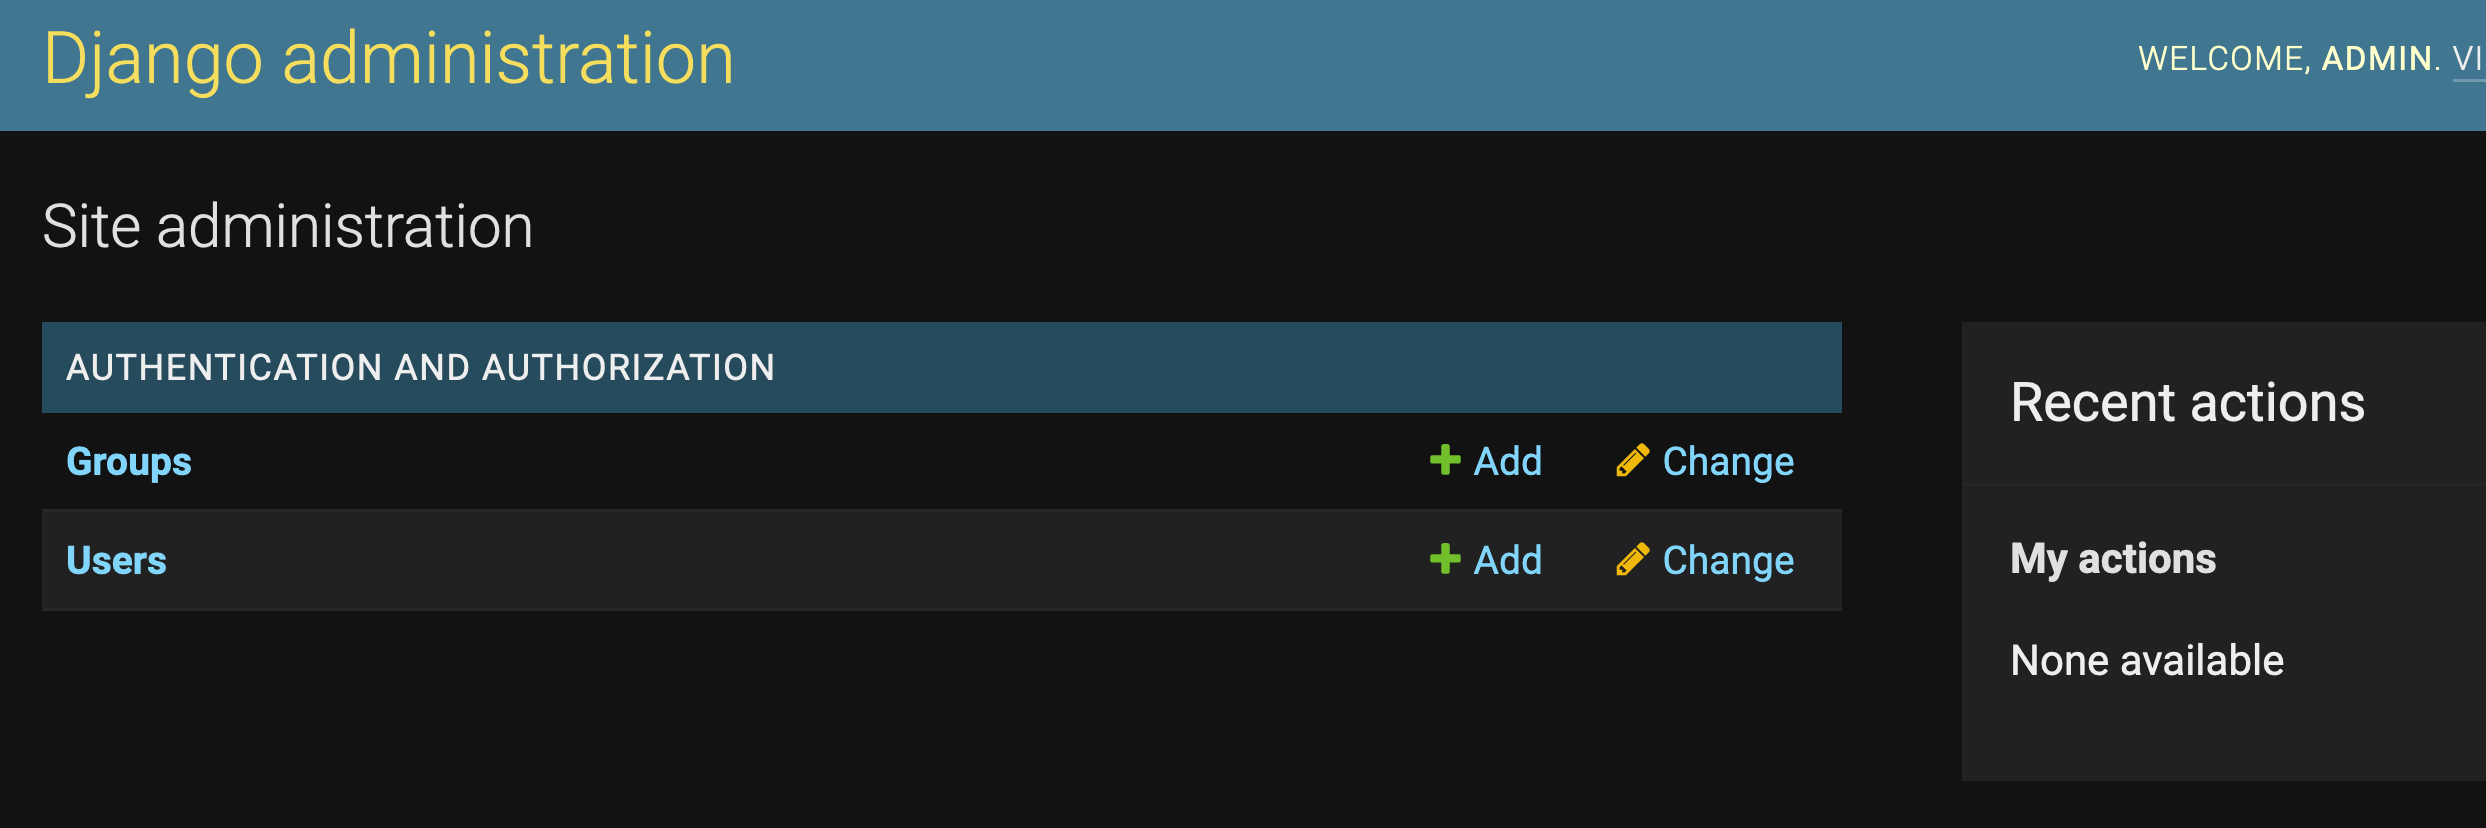 Django administration
WELCOME, ADMIN. VI
Site administration
AUTHENTICATION AND AUTHORIZATION
Groups
Add
Change
Users
Add
Change
Recent actions
My actions
None available